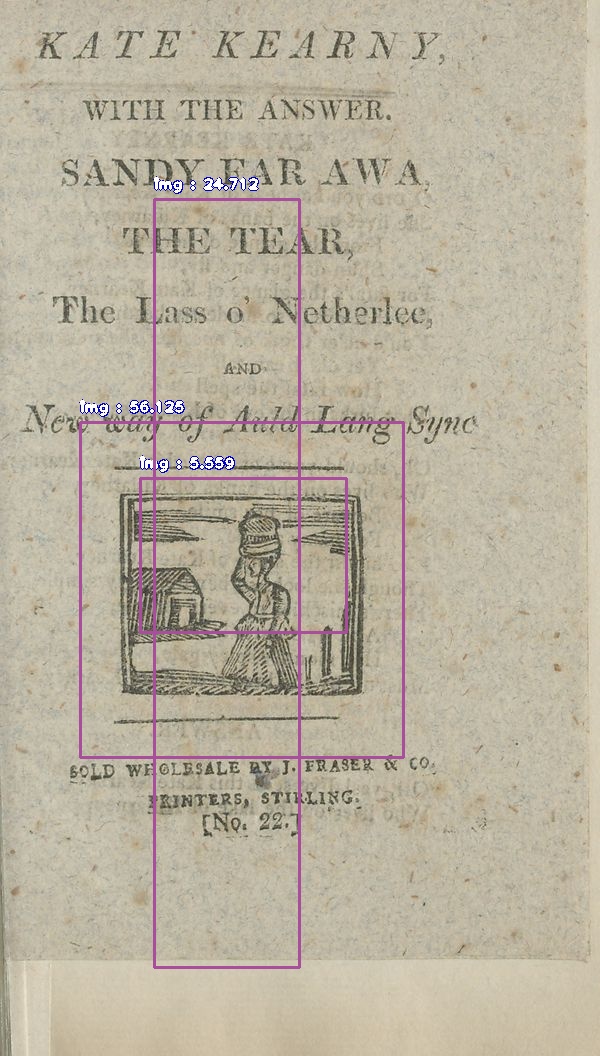 KATE KEARNY,
WITH THE ANSWER.
SANDY FAR AWA,
img : 24.712
THE TEAR,
The Lass o' Netherlee,
AND
img : 56.125
New way of Auld Lang Syne
img : 5.559
SOLD WHOLESALE BY J. FRASER & CO.
PRINTERS, STIRLING.
[No. 22.]